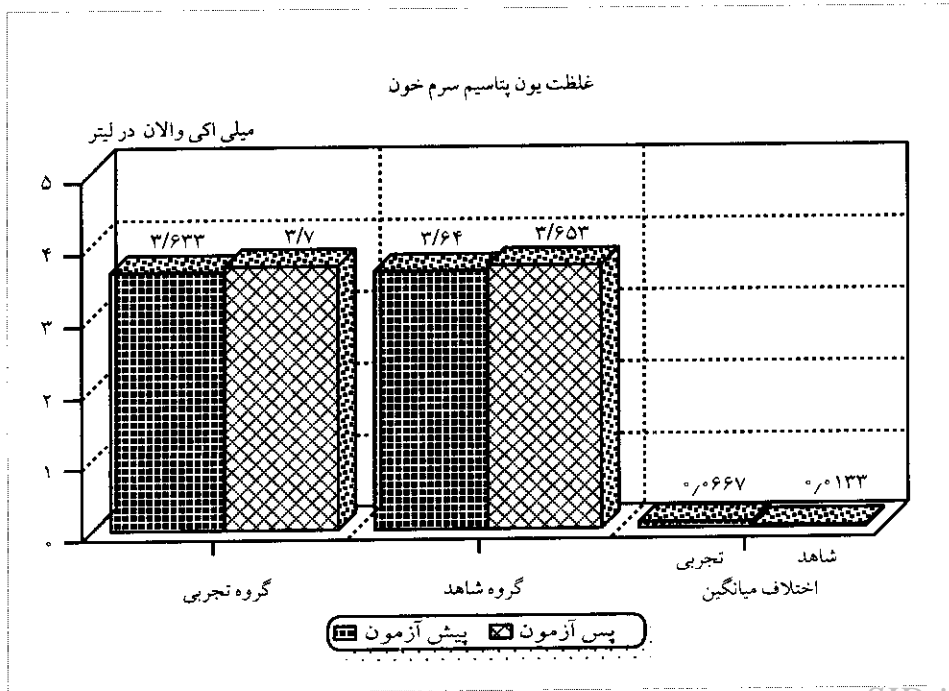 غلظت یون پتاسیم سرم خون
میلی اکی والان در لیتر
۵
۴
۳
۲
۱
۰
۳/۶۳۳
۳/۷
۳/۶۴
۳/۶۵۳
۰٫۰۶۶۷
۰٫۰۱۳۳
گروه تجربی
گروه شاهد
تجربی
شاهد
اختلاف میانگین
پس آزمون
پیش آزمون